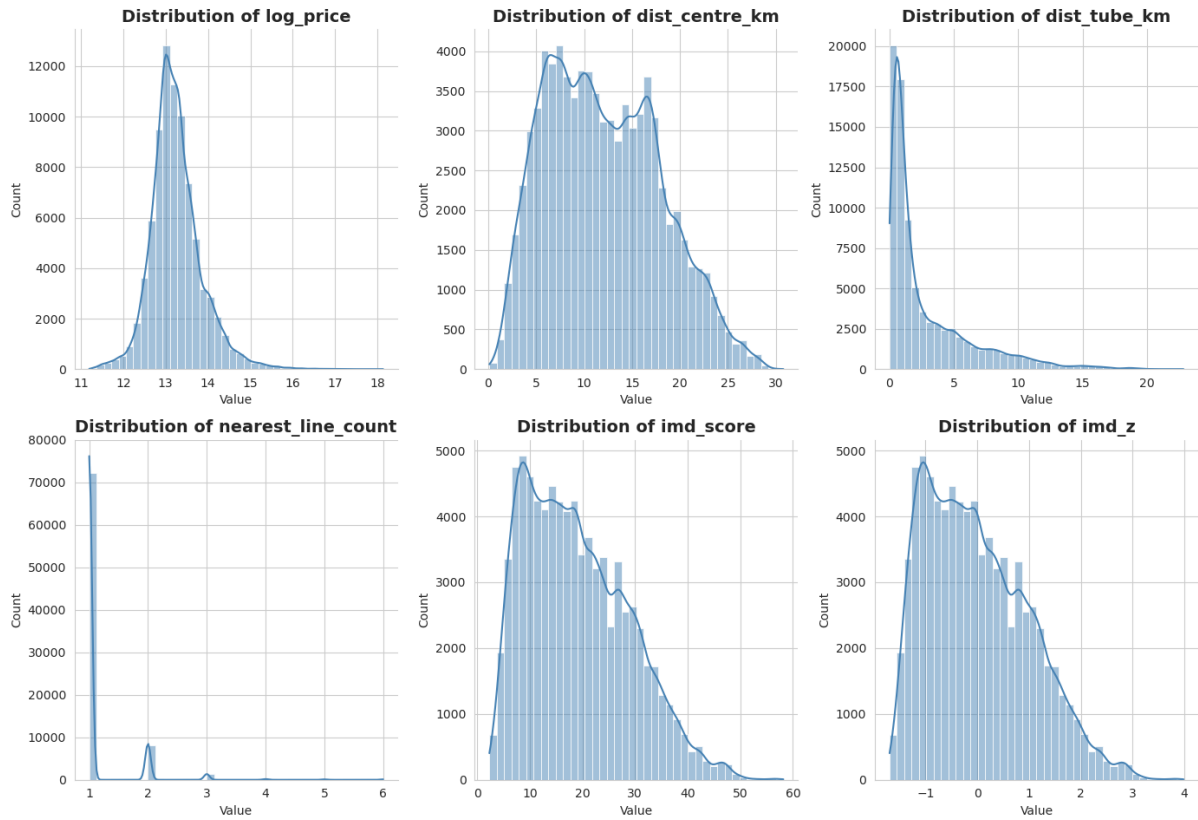 Distribution of log_price
Count
12000
10000
8000
6000
4000
2000
0
11 12 13 14 15 16 17 18
Value
Distribution of dist_centre_km
Count
4000
3500
3000
2500
2000
1500
1000
500
0
0 5 10 15 20 25 30
Value
Distribution of dist_tube_km
Count
20000
17500
15000
12500
10000
7500
5000
2500
0
0 5 10 15 20
Value
Distribution of nearest_line_count
Count
80000
70000
60000
50000
40000
30000
20000
10000
0
1 2 3 4 5 6
Value
Distribution of imd_score
Count
5000
4000
3000
2000
1000
0
0 10 20 30 40 50 60
Value
Distribution of imd_z
Count
5000
4000
3000
2000
1000
0
−1 0 1 2 3 4
Value